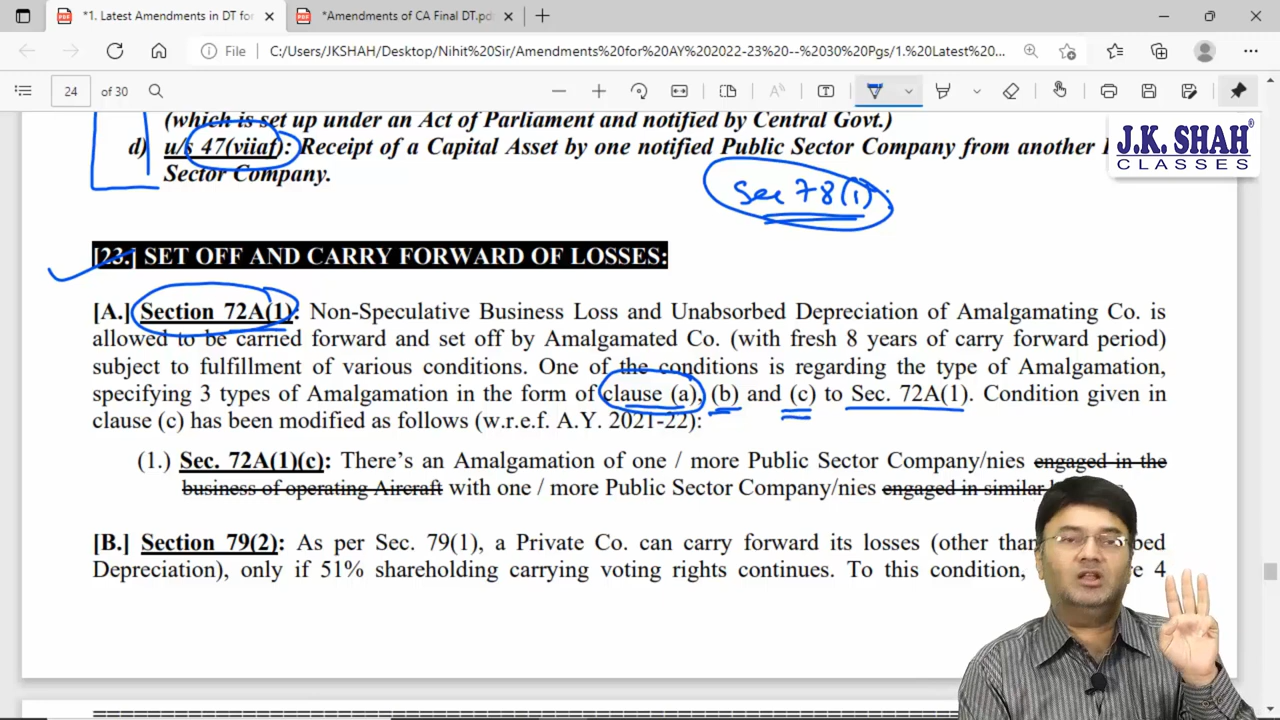 *1. Latest Amendments in DT for
*Amendments of CA Final DT.pd
File C:/Users/JKSHAH/Desktop/Nihit%20Sir/Amendments%20for%20AY%202022-23%20--%2030%20Pgs/1.%20Latest%20...
24 of 30
(which is set up under an Act of Parliament and notified by Central Govt.)
J.K. SHAH®
CLASSES
d) u/s 47(viiaf): Receipt of a Capital Asset by one notified Public Sector Company from another
Sector Company.
Sec 78(1)
[23.] SET OFF AND CARRY FORWARD OF LOSSES:
[A.] Section 72A(1): Non-Speculative Business Loss and Unabsorbed Depreciation of Amalgamating Co. is
allowed to be carried forward and set off by Amalgamated Co. (with fresh 8 years of carry forward period)
subject to fulfillment of various conditions. One of the conditions is regarding the type of Amalgamation,
specifying 3 types of Amalgamation in the form of clause (a), (b) and (c) to Sec. 72A(1). Condition given in
clause (c) has been modified as follows (w.r.e.f. A.Y. 2021-22):
(1.) Sec. 72A(1)(c): There's an Amalgamation of one / more Public Sector Company/nies engaged in the
business of operating Aircraft with one / more Public Sector Company/nies engaged in similar
[B.] Section 79(2): As per Sec. 79(1), a Private Co. can carry forward its losses (other than
Depreciation), only if 51% shareholding carrying voting rights continues. To this condition, 4